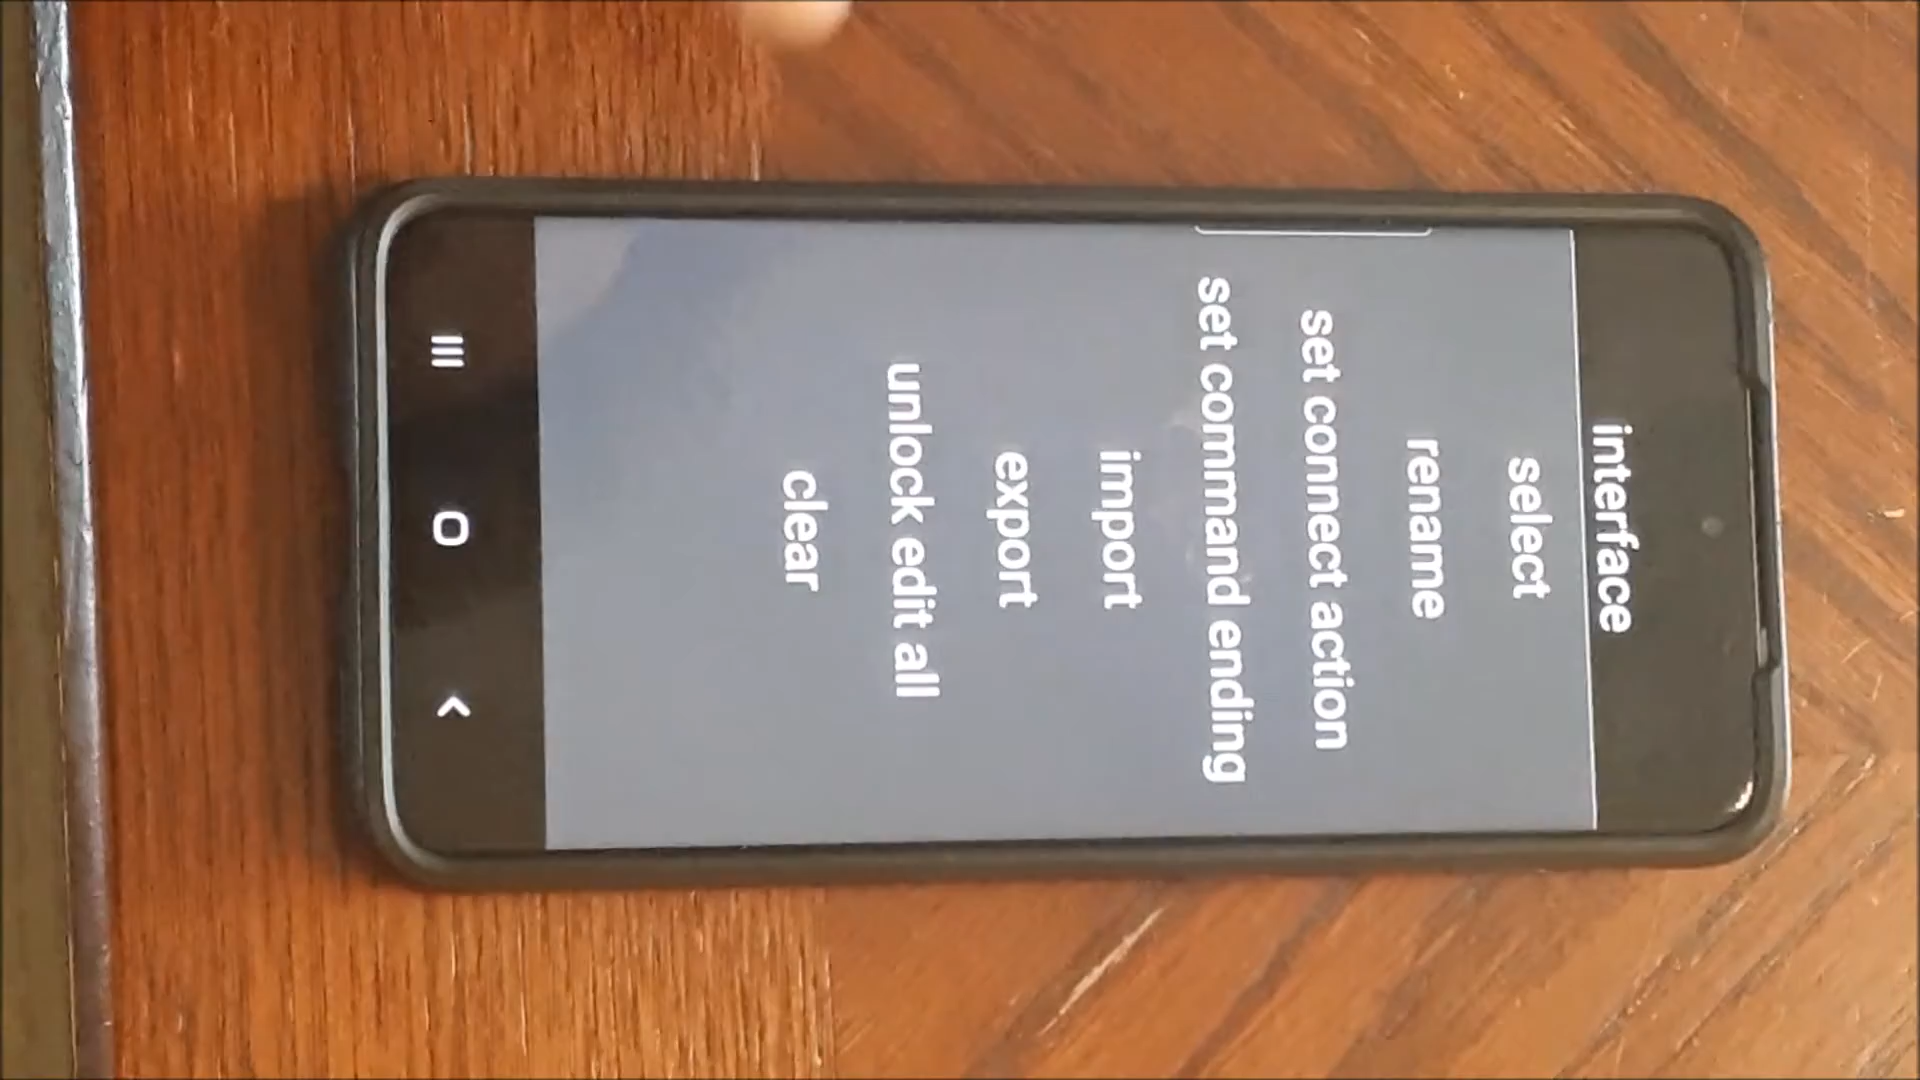 interface
select
rename
set connect action
set command ending
import
export
unlock edit all
clear